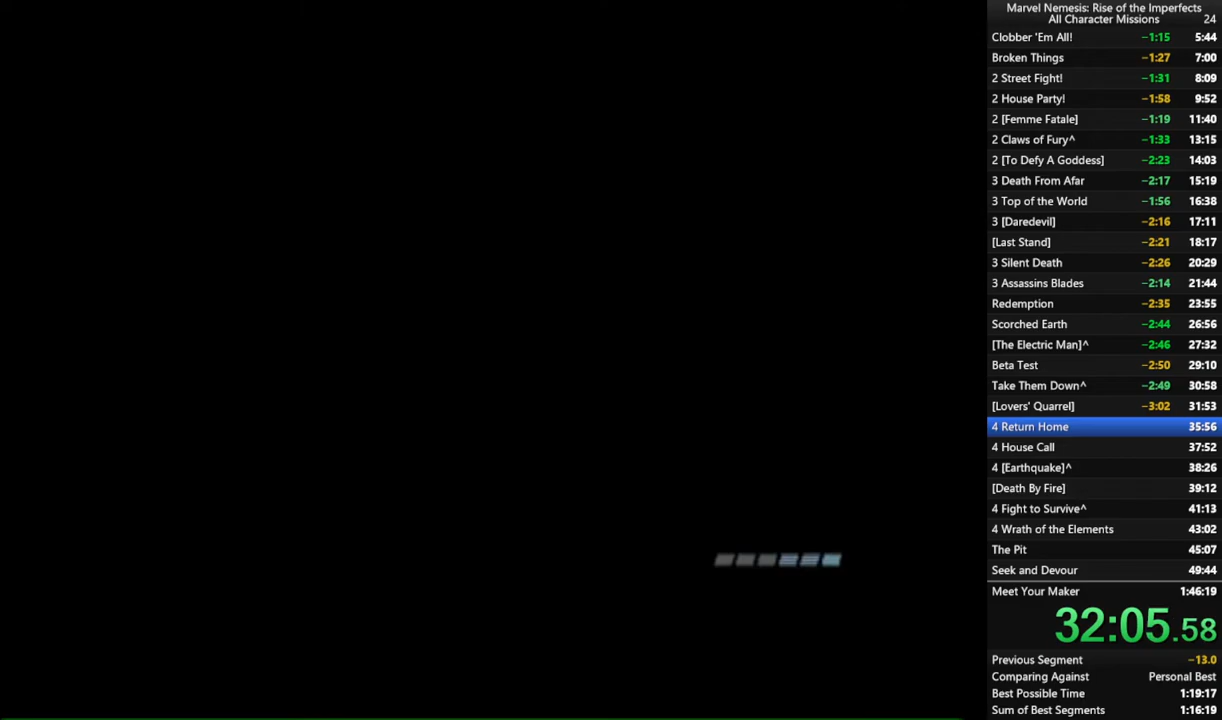 Marvel Nemesis: Rise of the Imperfects
All Character Missions 24
Clobber 'Em All! −1:15 5:44
Broken Things −1:27 7:00
2 Street Fight! −1:31 8:09
2 House Party! −1:58 9:52
2 [Femme Fatale] −1:19 11:40
2 Claws of Fury^ −1:33 13:15
2 [To Defy A Goddess] −2:23 14:03
3 Death From Afar −2:17 15:19
3 Top of the World −1:56 16:38
3 [Daredevil] −2:16 17:11
[Last Stand] −2:21 18:17
3 Silent Death −2:26 20:29
3 Assassins Blades −2:14 21:44
Redemption −2:35 23:55
Scorched Earth −2:44 26:56
[The Electric Man]^ −2:46 27:32
Beta Test −2:50 29:10
Take Them Down^ −2:49 30:58
[Lovers' Quarrel] −3:02 31:53
4 Return Home 35:56
4 House Call 37:52
4 [Earthquake]^ 38:26
[Death By Fire] 39:12
4 Fight to Survive^ 41:13
4 Wrath of the Elements 43:02
The Pit 45:07
Seek and Devour 49:44
Meet Your Maker 1:46:19
32:05.58
Previous Segment −13.0
Comparing Against Personal Best
Best Possible Time 1:19:17
Sum of Best Segments 1:16:19